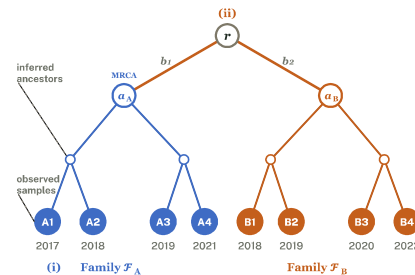 (ii)
r
b1 b2
inferred
ancestors
MRCA
aA aB
observed
samples
A1 A2 A3 A4 B1 B2 B3 B4
2017 2018 2019 2021 2018 2019 2020
(i) Family ℱA Family ℱB